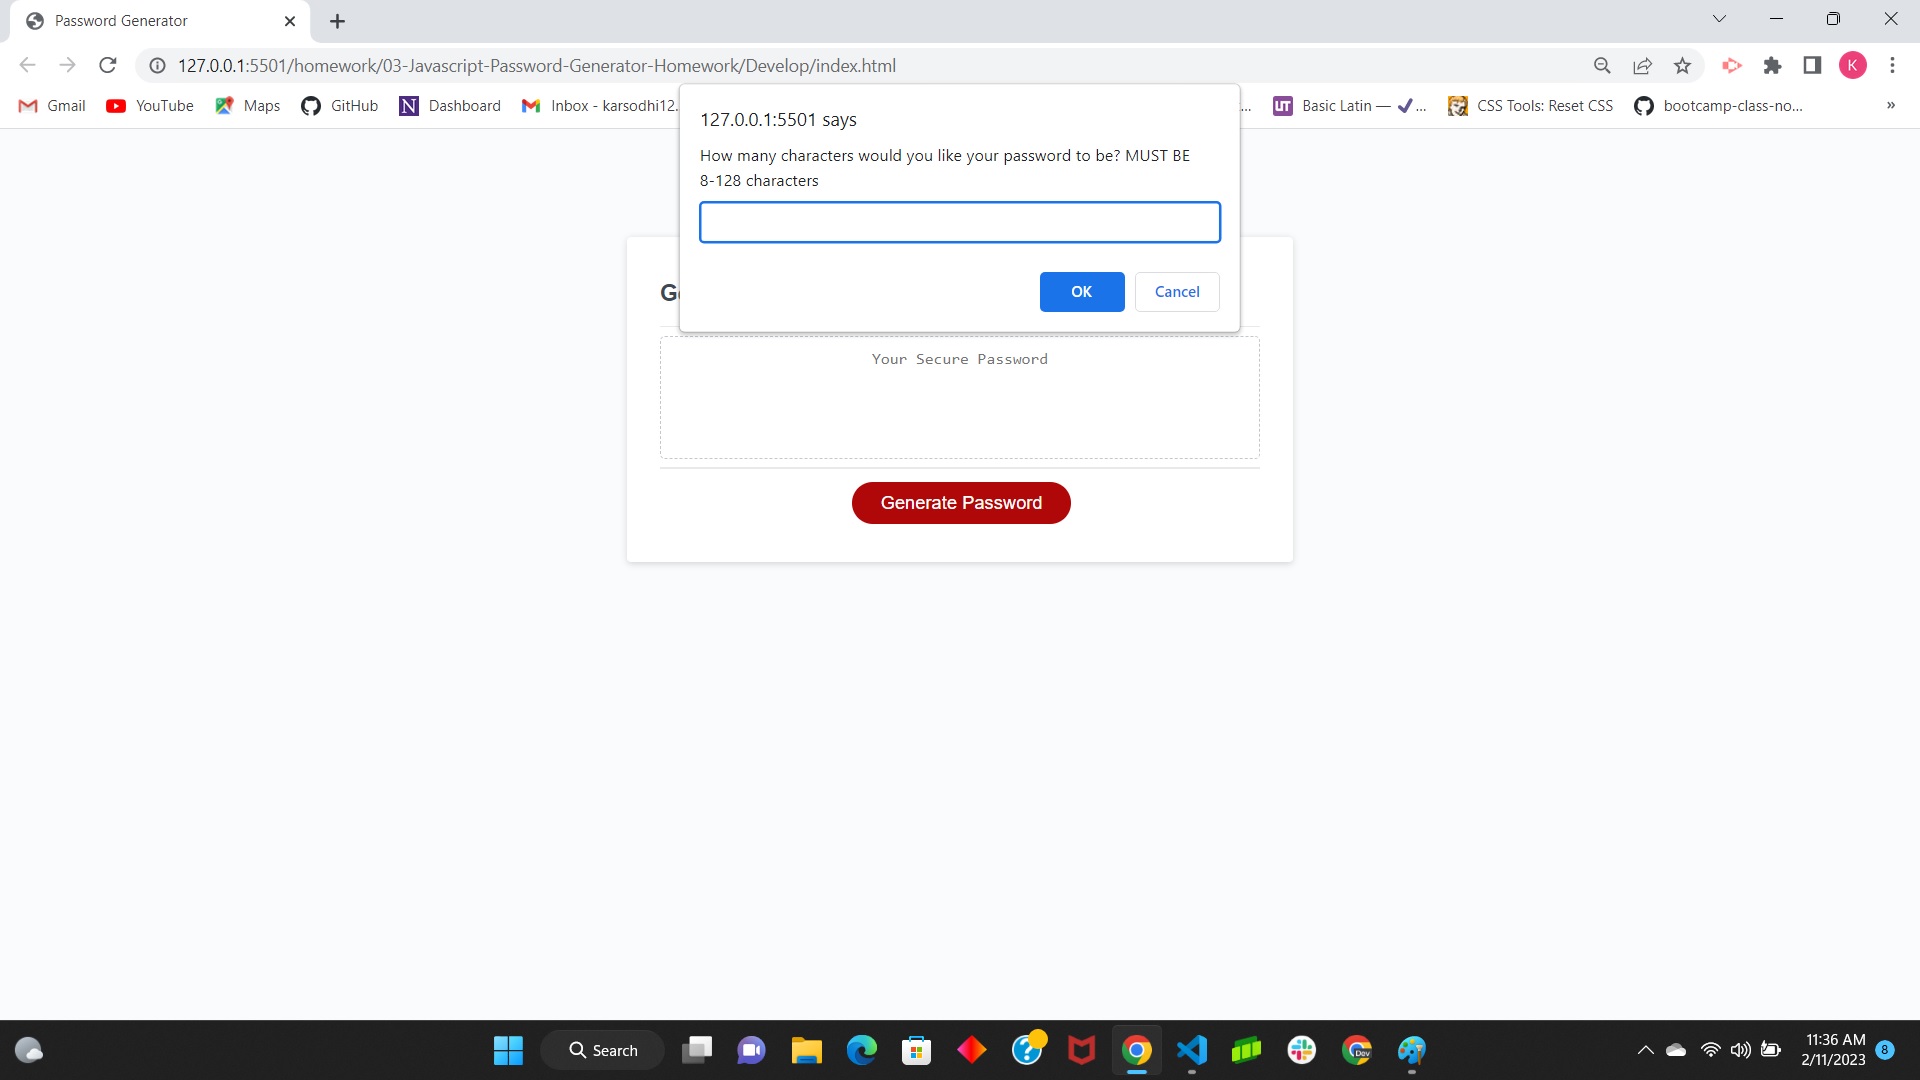 Password Generator
127.0.0.1:5501/homework/03-Javascript-Password-Generator-Homework/Develop/index.html
K
Gmail YouTube Maps GitHub N Dashboard Inbox - karsodhi12. ... UT Basic Latin — ✔... CSS Tools: Reset CSS bootcamp-class-no... »
127.0.0.1:5501 says
How many characters would you like your password to be? MUST BE
8-128 characters
OK Cancel
G
Your Secure Password
Generate Password
Search
Dev
11:36 AM
2/11/2023
8